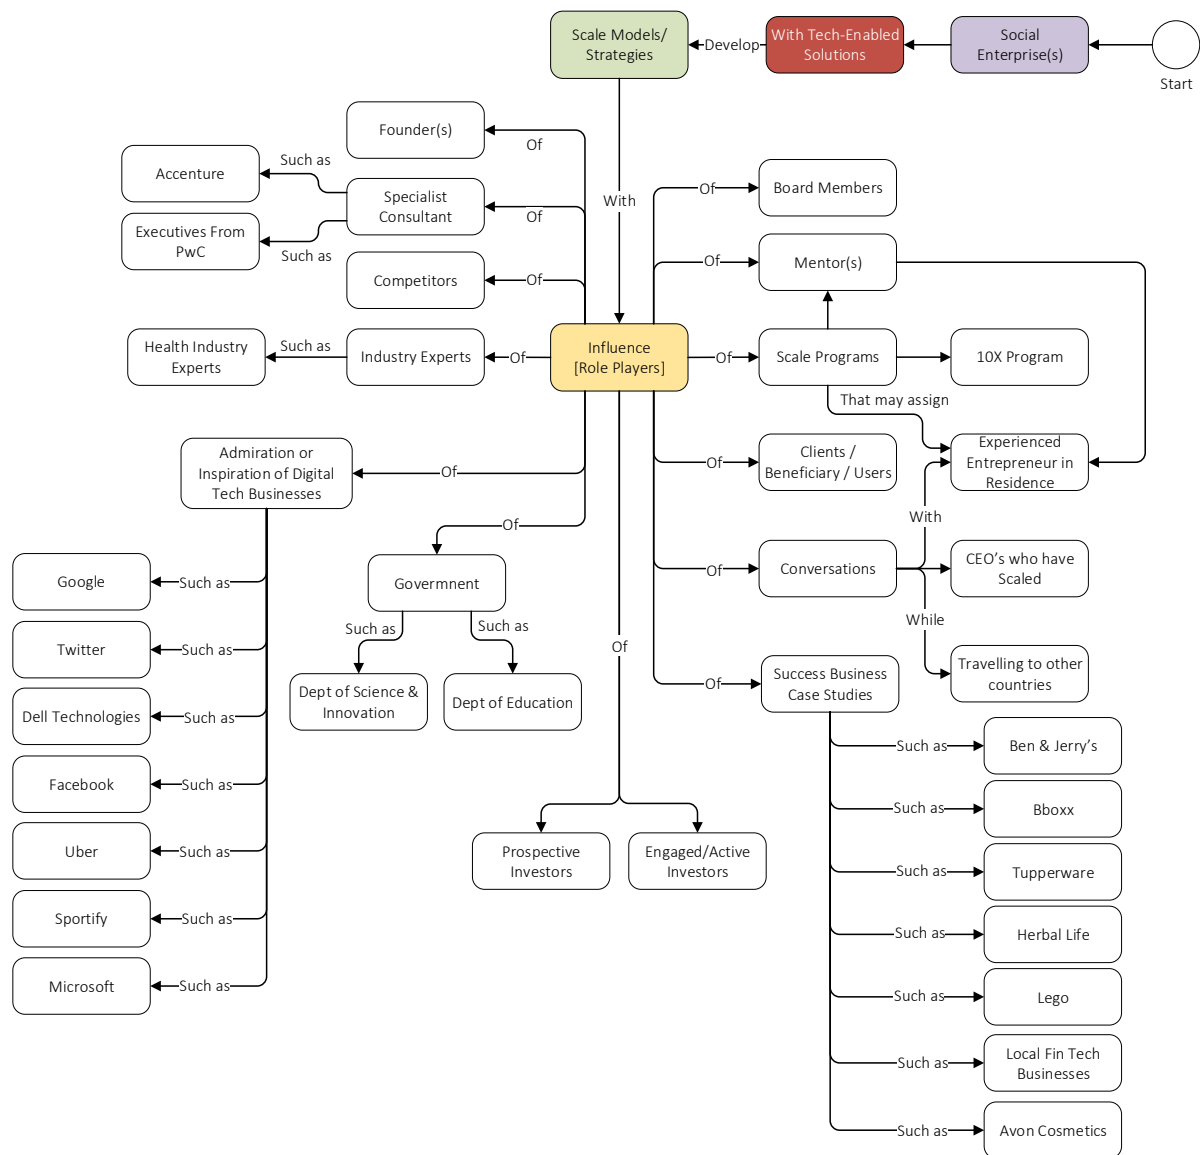 Scale Models/
Strategies
Develop
With Tech-Enabled
Solutions
Social
Enterprise(s)
Start
Founder(s)
Of
Accenture
Such as
Specialist
Consultant
Of
Executives From
PwC
Such as
With
Of
Board Members
Competitors
Of
Of
Mentor(s)
Health Industry
Experts
Such as
Industry Experts
Of
Influence
[Role Players]
Of
Scale Programs
10X Program
That may assign
Admiration or
Inspiration of Digital
Tech Businesses
Of
Of
Clients /
Beneficiary / Users
Experienced
Entrepreneur in
Residence
With
Of
Govermnent
Of
Conversations
CEO's who have
Scaled
While
Travelling to other
countries
Google
Such as
Twitter
Such as
Dell Technologies
Such as
Facebook
Such as
Uber
Such as
Sportify
Such as
Microsoft
Such as
Such as
Such as
Dept of Science &
Innovation
Dept of Education
Of
Prospective
Investors
Engaged/Active
Investors
Of
Success Business
Case Studies
Such as
Ben & Jerry's
Such as
Bboxx
Such as
Tupperware
Such as
Herbal Life
Such as
Lego
Such as
Local Fin Tech
Businesses
Such as
Avon Cosmetics